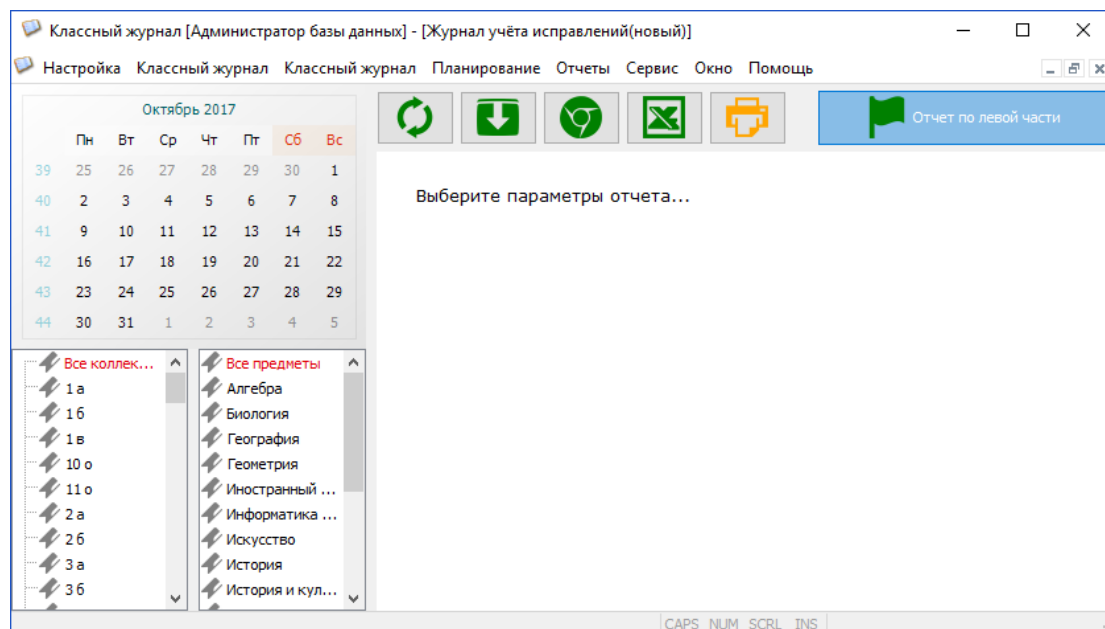 Классный журнал [Администратор базы данных] - [Журнал учёта исправлений(новый)]
Настройка Классный журнал Классный журнал Планирование Отчеты Сервис Окно Помощь
Октябрь 2017
Пн Вт Ср Чт Пт Сб Вс
39 25 26 27 28 29 30 1
40 2 3 4 5 6 7 8
41 9 10 11 12 13 14 15
42 16 17 18 19 20 21 22
43 23 24 25 26 27 28 29
44 30 31 1 2 3 4 5
Отчет по левой части
Выберите параметры отчета...
Все коллек...
1 а
1 б
1 в
10 о
11 о
2 а
2 б
3 а
3 б
Все предметы
Алгебра
Биология
География
Геометрия
Иностранный ...
Информатика ...
Искусство
История
История и кул...
CAPS NUM SCRL INS